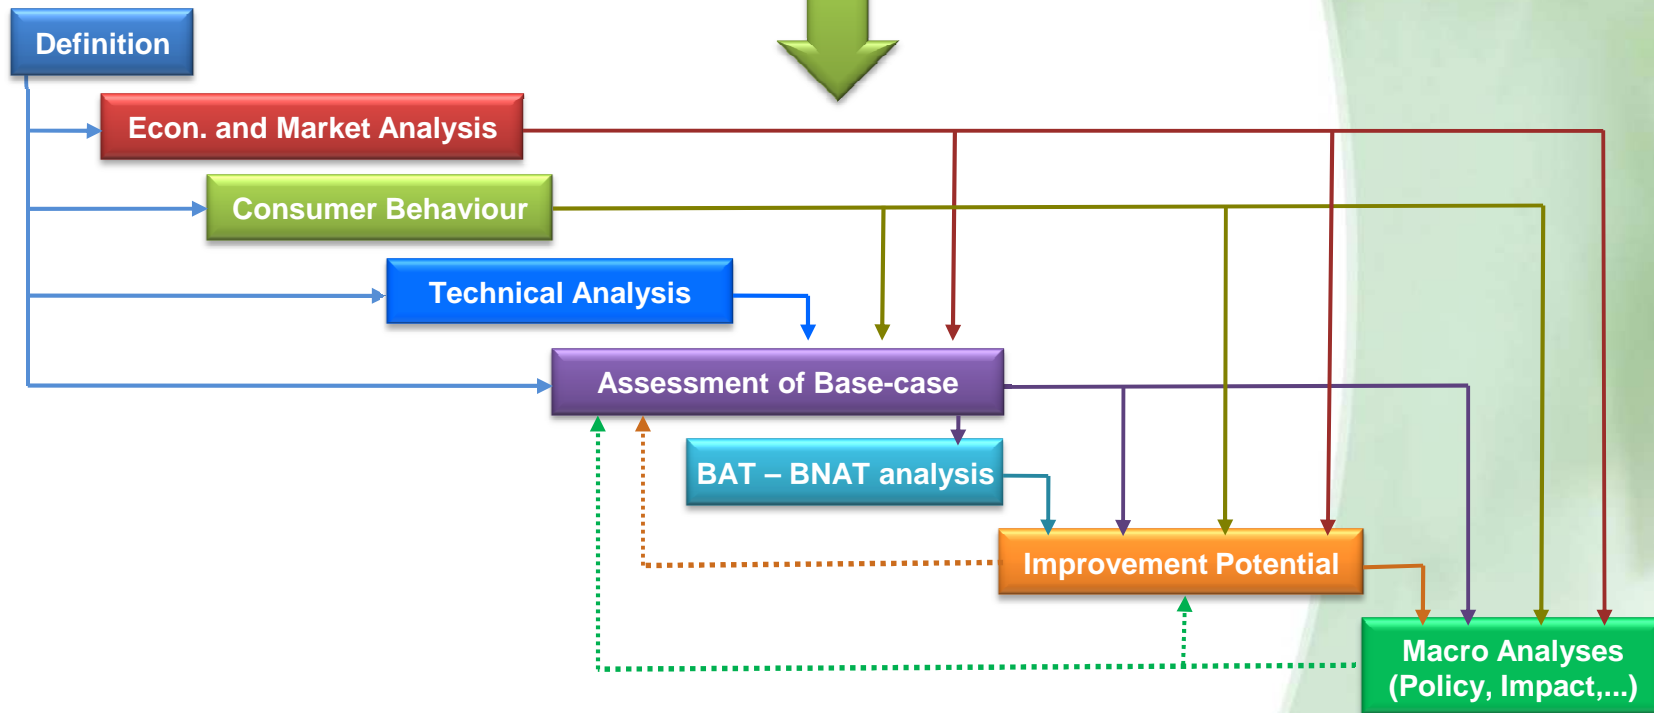 Definition
Econ. and Market Analysis
Consumer Behaviour
Technical Analysis
Assessment of Base-case
BAT – BNAT analysis
Improvement Potential
Macro Analyses
(Policy, Impact,...)